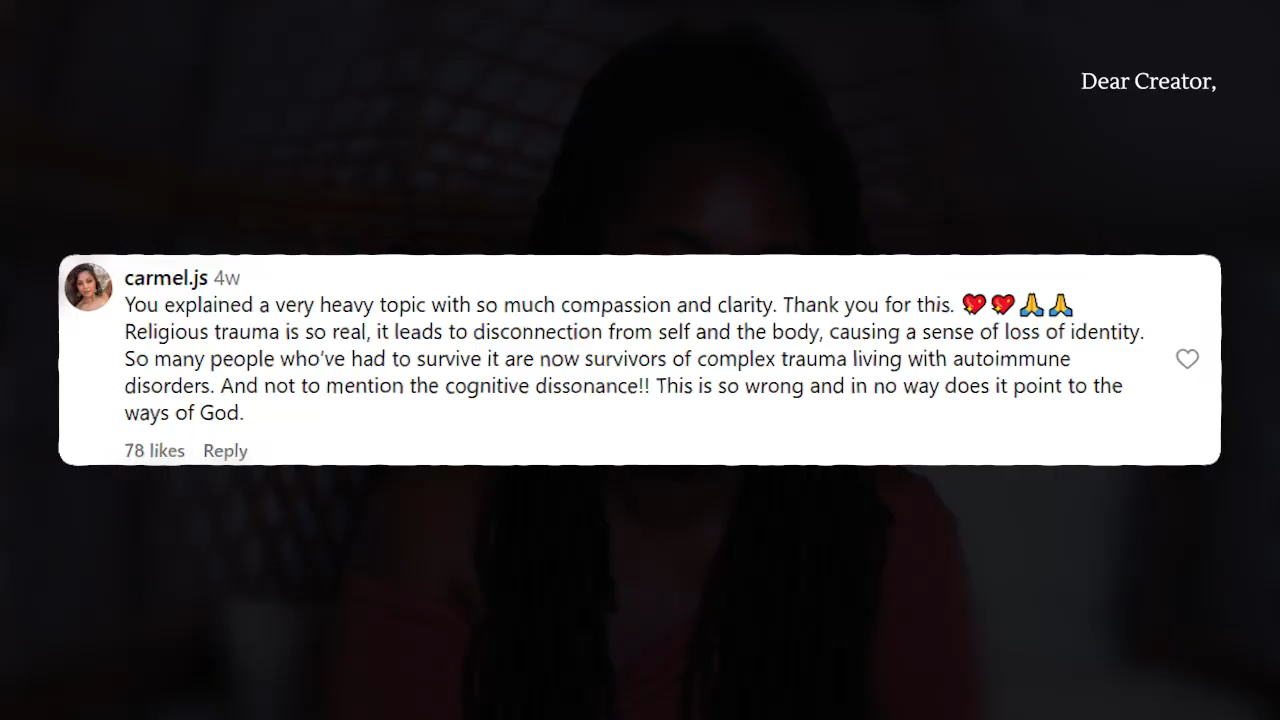 Dear Creator,
carmel.js 4w
You explained a very heavy topic with so much compassion and clarity. Thank you for this. 💖💖🙏🙏
Religious trauma is so real, it leads to disconnection from self and the body, causing a sense of loss of identity.
So many people who've had to survive it are now survivors of complex trauma living with autoimmune
disorders. And not to mention the cognitive dissonance!! This is so wrong and in no way does it point to the
ways of God.
78 likes Reply